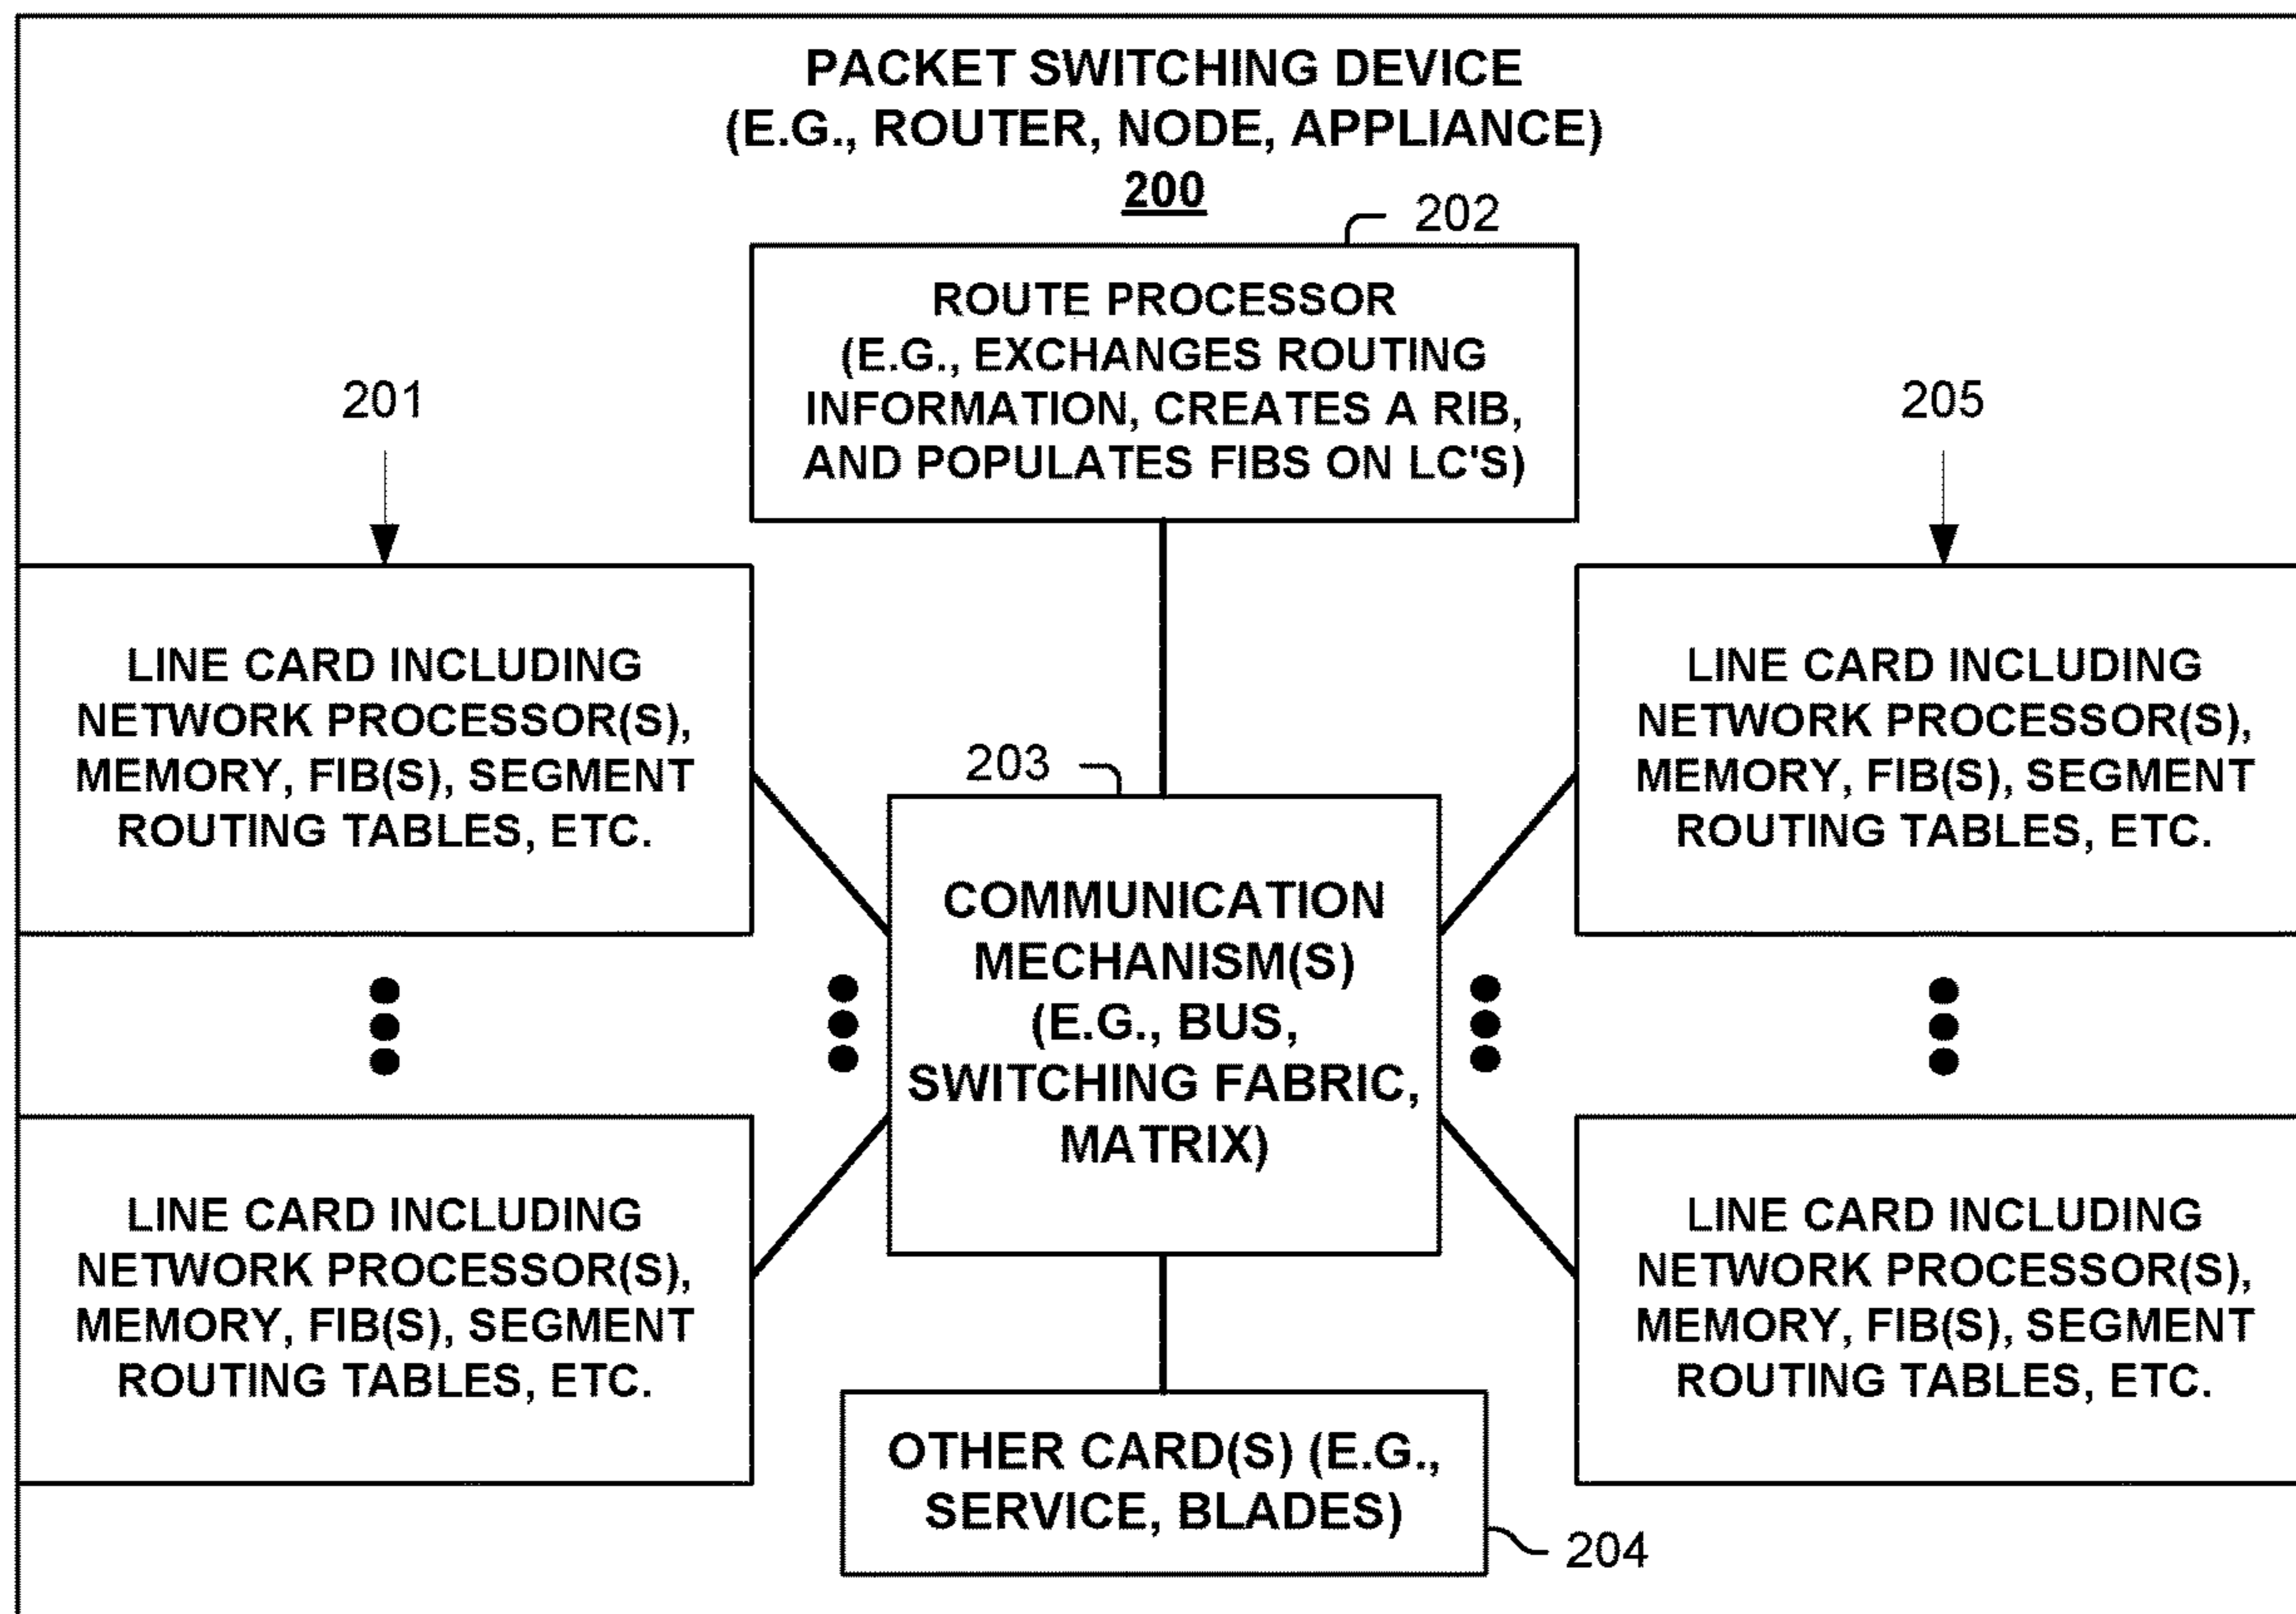 PACKET SWITCHING DEVICE
(E.G., ROUTER, NODE, APPLIANCE)
200
202
ROUTE PROCESSOR
(E.G., EXCHANGES ROUTING
INFORMATION, CREATES A RIB,
AND POPULATES FIBS ON LC'S)
201
205
LINE CARD INCLUDING
NETWORK PROCESSOR(S),
MEMORY, FIB(S), SEGMENT
ROUTING TABLES, ETC.
LINE CARD INCLUDING
NETWORK PROCESSOR(S),
MEMORY, FIB(S), SEGMENT
ROUTING TABLES, ETC.
203
COMMUNICATION
MECHANISM(S)
(E.G., BUS,
SWITCHING FABRIC,
MATRIX)
LINE CARD INCLUDING
NETWORK PROCESSOR(S),
MEMORY, FIB(S), SEGMENT
ROUTING TABLES, ETC.
LINE CARD INCLUDING
NETWORK PROCESSOR(S),
MEMORY, FIB(S), SEGMENT
ROUTING TABLES, ETC.
OTHER CARD(S) (E.G.,
SERVICE, BLADES)
204